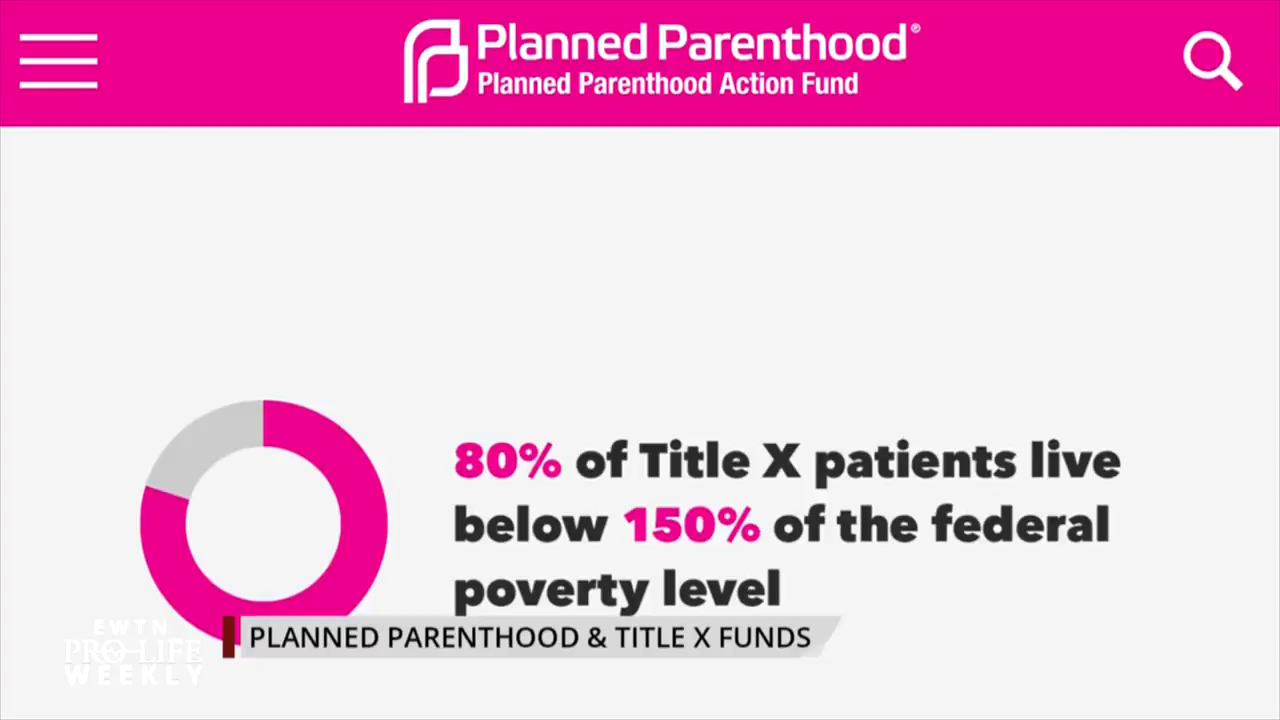 Planned Parenthood®
Planned Parenthood Action Fund
80% of Title X patients live
below 150% of the federal
poverty level
PLANNED PARENTHOOD & TITLE X FUNDS
EWTN
PRO-LIFE
WEEKLY